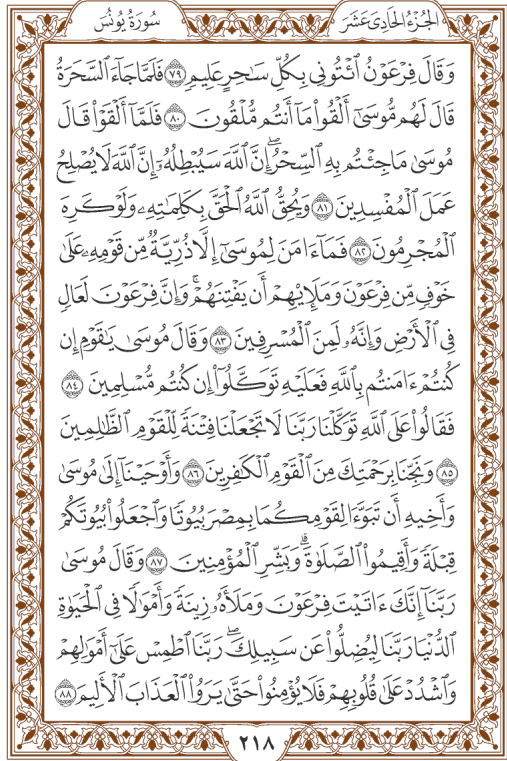 سُورَةُ يُونُسَ
الجُزْءُ الحَادِي عَشَرَ
وَقَالَ فِرْعَوْنُ ٱئْتُونِي بِكُلِّ سَٰحِرٍ عَلِيمٖ ٧٩ فَلَمَّا جَآءَ ٱلسَّحَرَةُ
قَالَ لَهُم مُّوسَىٰٓ أَلْقُوا۟ مَآ أَنتُم مُّلْقُونَ ٨٠ فَلَمَّآ أَلْقَوْا۟ قَالَ
مُوسَىٰ مَا جِئْتُم بِهِ ٱلسِّحْرُۖ إِنَّ ٱللَّهَ سَيُبْطِلُهُۥٓ إِنَّ ٱللَّهَ لَا يُصْلِحُ
عَمَلَ ٱلْمُفْسِدِينَ ٨١ وَيُحِقُّ ٱللَّهُ ٱلْحَقَّ بِكَلِمَٰتِهِۦ وَلَوْ كَرِهَ
ٱلْمُجْرِمُونَ ٨٢ فَمَآ ءَامَنَ لِمُوسَىٰٓ إِلَّا ذُرِّيَّةٌ مِّن قَوْمِهِۦ عَلَىٰ
خَوْفٍ مِّن فِرْعَوْنَ وَمَلَإِي۟هِمْ أَن يَفْتِنَهُمْۚ وَإِنَّ فِرْعَوْنَ لَعَالٍ
فِي ٱلْأَرْضِ وَإِنَّهُۥ لَمِنَ ٱلْمُسْرِفِينَ ٨٣ وَقَالَ مُوسَىٰ يَٰقَوْمِ إِن
كُنتُمْ ءَامَنتُم بِٱللَّهِ فَعَلَيْهِ تَوَكَّلُوٓا۟ إِن كُنتُم مُّسْلِمِينَ ٨٤
فَقَالُوا۟ عَلَى ٱللَّهِ تَوَكَّلْنَا رَبَّنَا لَا تَجْعَلْنَا فِتْنَةً لِّلْقَوْمِ ٱلظَّٰلِمِينَ
٨٥ وَنَجِّنَا بِرَحْمَتِكَ مِنَ ٱلْقَوْمِ ٱلْكَٰفِرِينَ ٨٦ وَأَوْحَيْنَآ إِلَىٰ مُوسَىٰ
وَأَخِيهِ أَن تَبَوَّءَا لِقَوْمِكُمَا بِمِصْرَ بُيُوتًا وَٱجْعَلُوا۟ بُيُوتَكُمْ
قِبْلَةً وَأَقِيمُوا۟ ٱلصَّلَوٰةَۗ وَبَشِّرِ ٱلْمُؤْمِنِينَ ٨٧ وَقَالَ مُوسَىٰ
رَبَّنَآ إِنَّكَ ءَاتَيْتَ فِرْعَوْنَ وَمَلَأَهُۥ زِينَةً وَأَمْوَٰلًا فِي ٱلْحَيَوٰةِ
ٱلدُّنْيَا رَبَّنَا لِيُضِلُّوا۟ عَن سَبِيلِكَۖ رَبَّنَا ٱطْمِسْ عَلَىٰٓ أَمْوَٰلِهِمْ
وَٱشْدُدْ عَلَىٰ قُلُوبِهِمْ فَلَا يُؤْمِنُوا۟ حَتَّىٰ يَرَوُا۟ ٱلْعَذَابَ ٱلْأَلِيمَ ٨٨
٢١٨